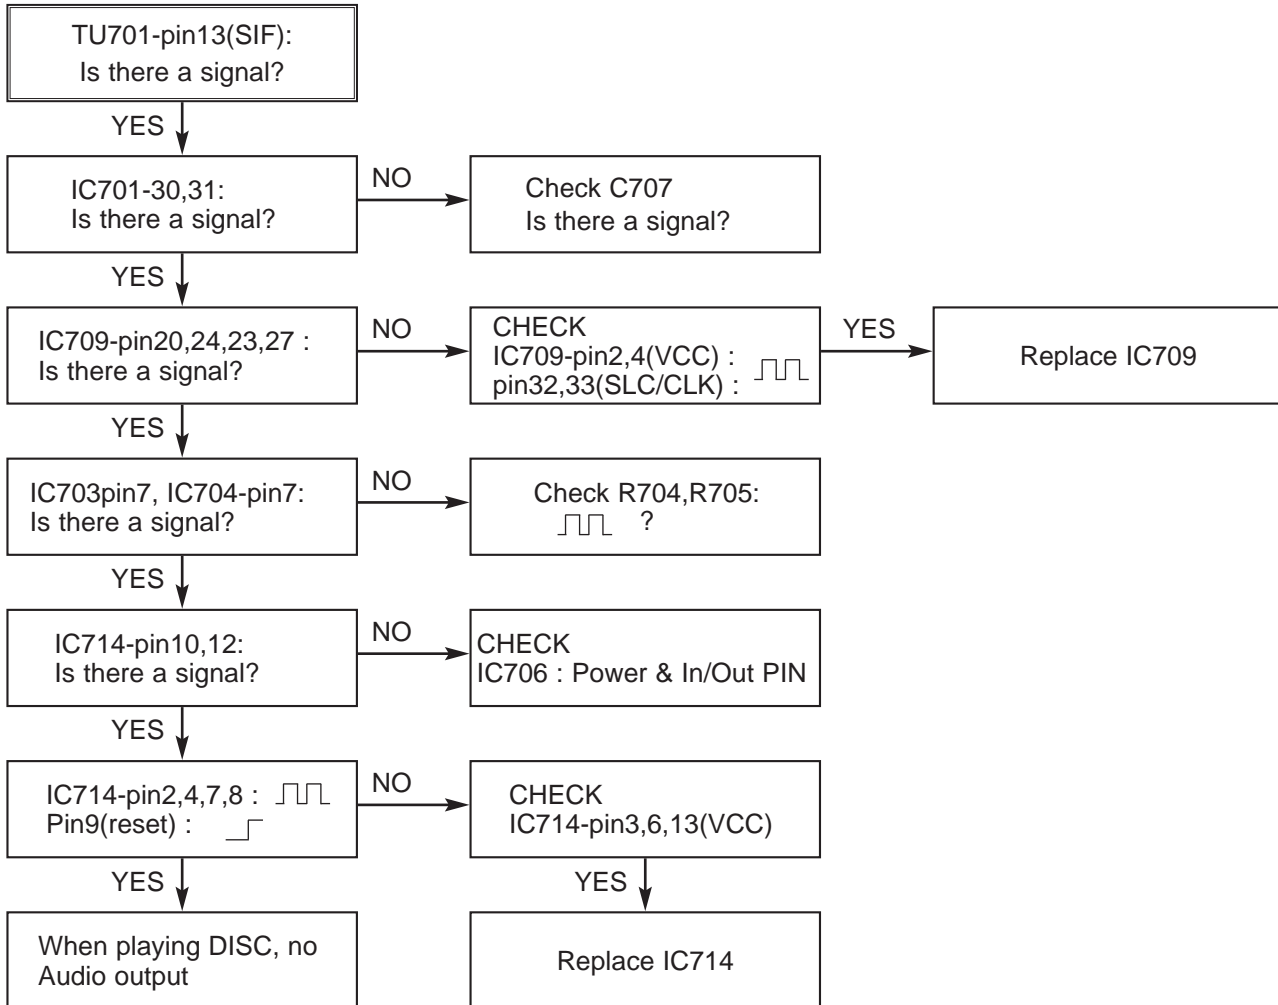 TU701-pin13(SIF):
Is there a signal?
YES
IC701-30,31:
Is there a signal?
NO
Check C707
Is there a signal?
YES
IC709-pin20,24,23,27 :
Is there a signal?
NO
CHECK
IC709-pin2,4(VCC) :
pin32,33(SLC/CLK) :
YES
Replace IC709
YES
IC703pin7, IC704-pin7:
Is there a signal?
NO
Check R704,R705:
?
YES
IC714-pin10,12:
Is there a signal?
NO
CHECK
IC706 : Power & In/Out PIN
YES
IC714-pin2,4,7,8 :
Pin9(reset) :
NO
CHECK
IC714-pin3,6,13(VCC)
YES
When playing DISC, no
Audio output
YES
Replace IC714